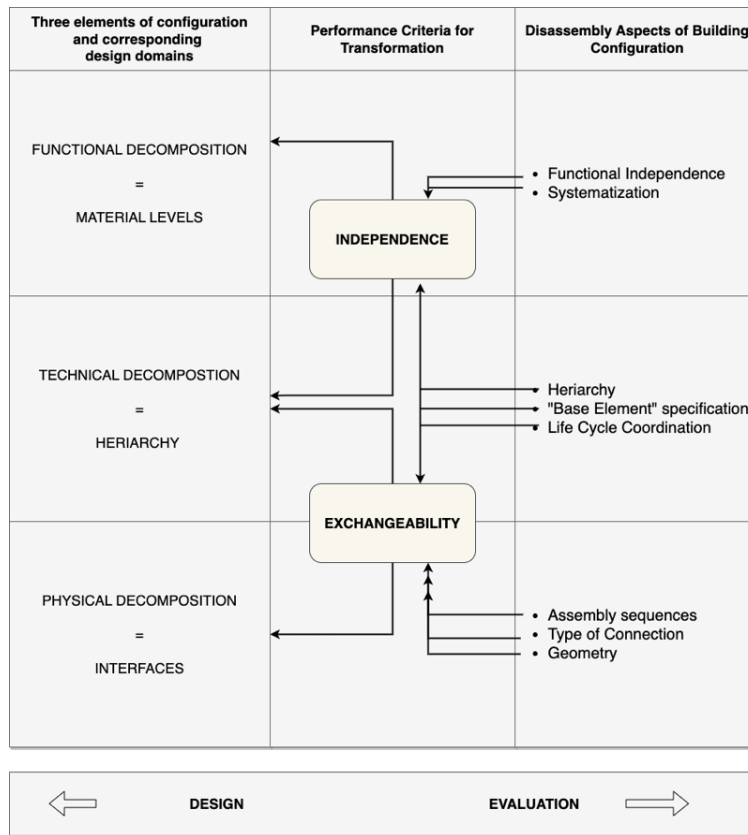 Three elements of configuration
and corresponding
design domains
Performance Criteria for
Transformation
Disassembly Aspects of Building
Configuration
FUNCTIONAL DECOMPOSITION
=
MATERIAL LEVELS
INDEPENDENCE
• Functional Independence
• Systematization
TECHNICAL DECOMPOSTION
=
HERIARCHY
• Heriarchy
• "Base Element" specification
• Life Cycle Coordination
EXCHANGEABILITY
PHYSICAL DECOMPOSITION
=
INTERFACES
• Assembly sequences
• Type of Connection
• Geometry
DESIGN
EVALUATION